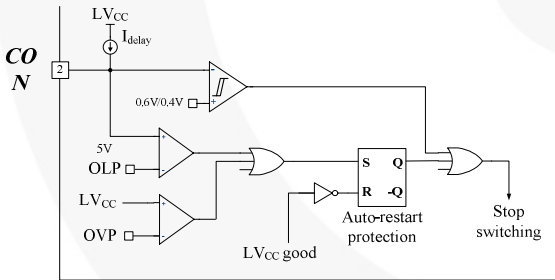 LVCC
Idelay
CO
N
2
-
+
0,6V/0,4V
5V
+
-
OLP
LVCC
+
-
OVP
S Q
R -Q
Auto-restart
protection
LVCC good
Stop
switching